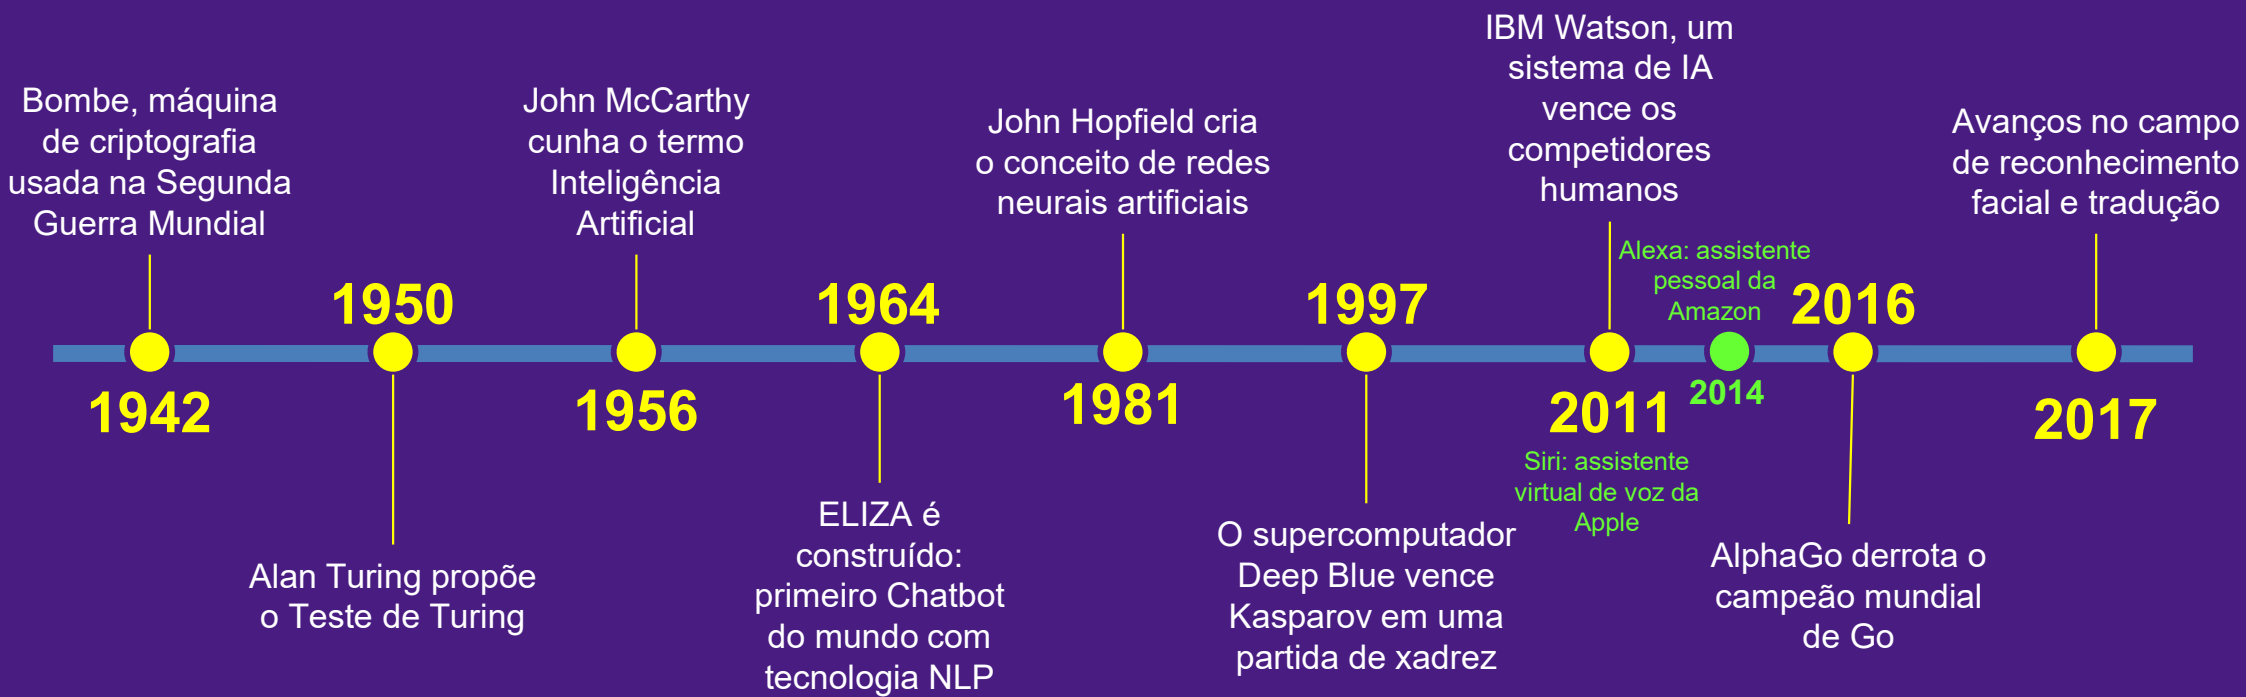 Bombe, máquina
de criptografia
usada na Segunda
Guerra Mundial
1942
1950
Alan Turing propõe
o Teste de Turing
John McCarthy
cunha o termo
Inteligência
Artificial
1956
1964
ELIZA é
construído:
primeiro Chatbot
do mundo com
tecnologia NLP
John Hopfield cria
o conceito de redes
neurais artificiais
1981
1997
O supercomputador
Deep Blue vence
Kasparov em uma
partida de xadrez
IBM Watson, um
sistema de IA
vence os
competidores
humanos
2011
Siri: assistente
virtual de voz da
Apple
Alexa: assistente
pessoal da
Amazon
2014
2016
AlphaGo derrota o
campeão mundial
de Go
Avanços no campo
de reconhecimento
facial e tradução
2017